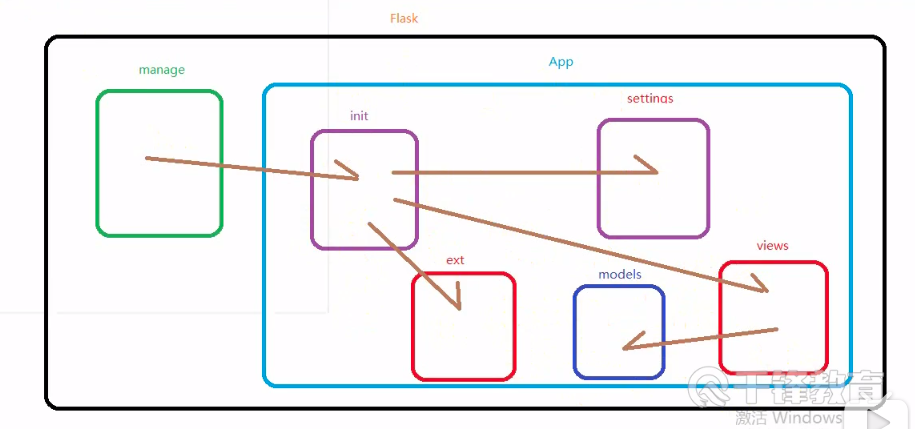 Flask
manage
App
init
settings
ext
models
views
千锋教育
激活 Windows